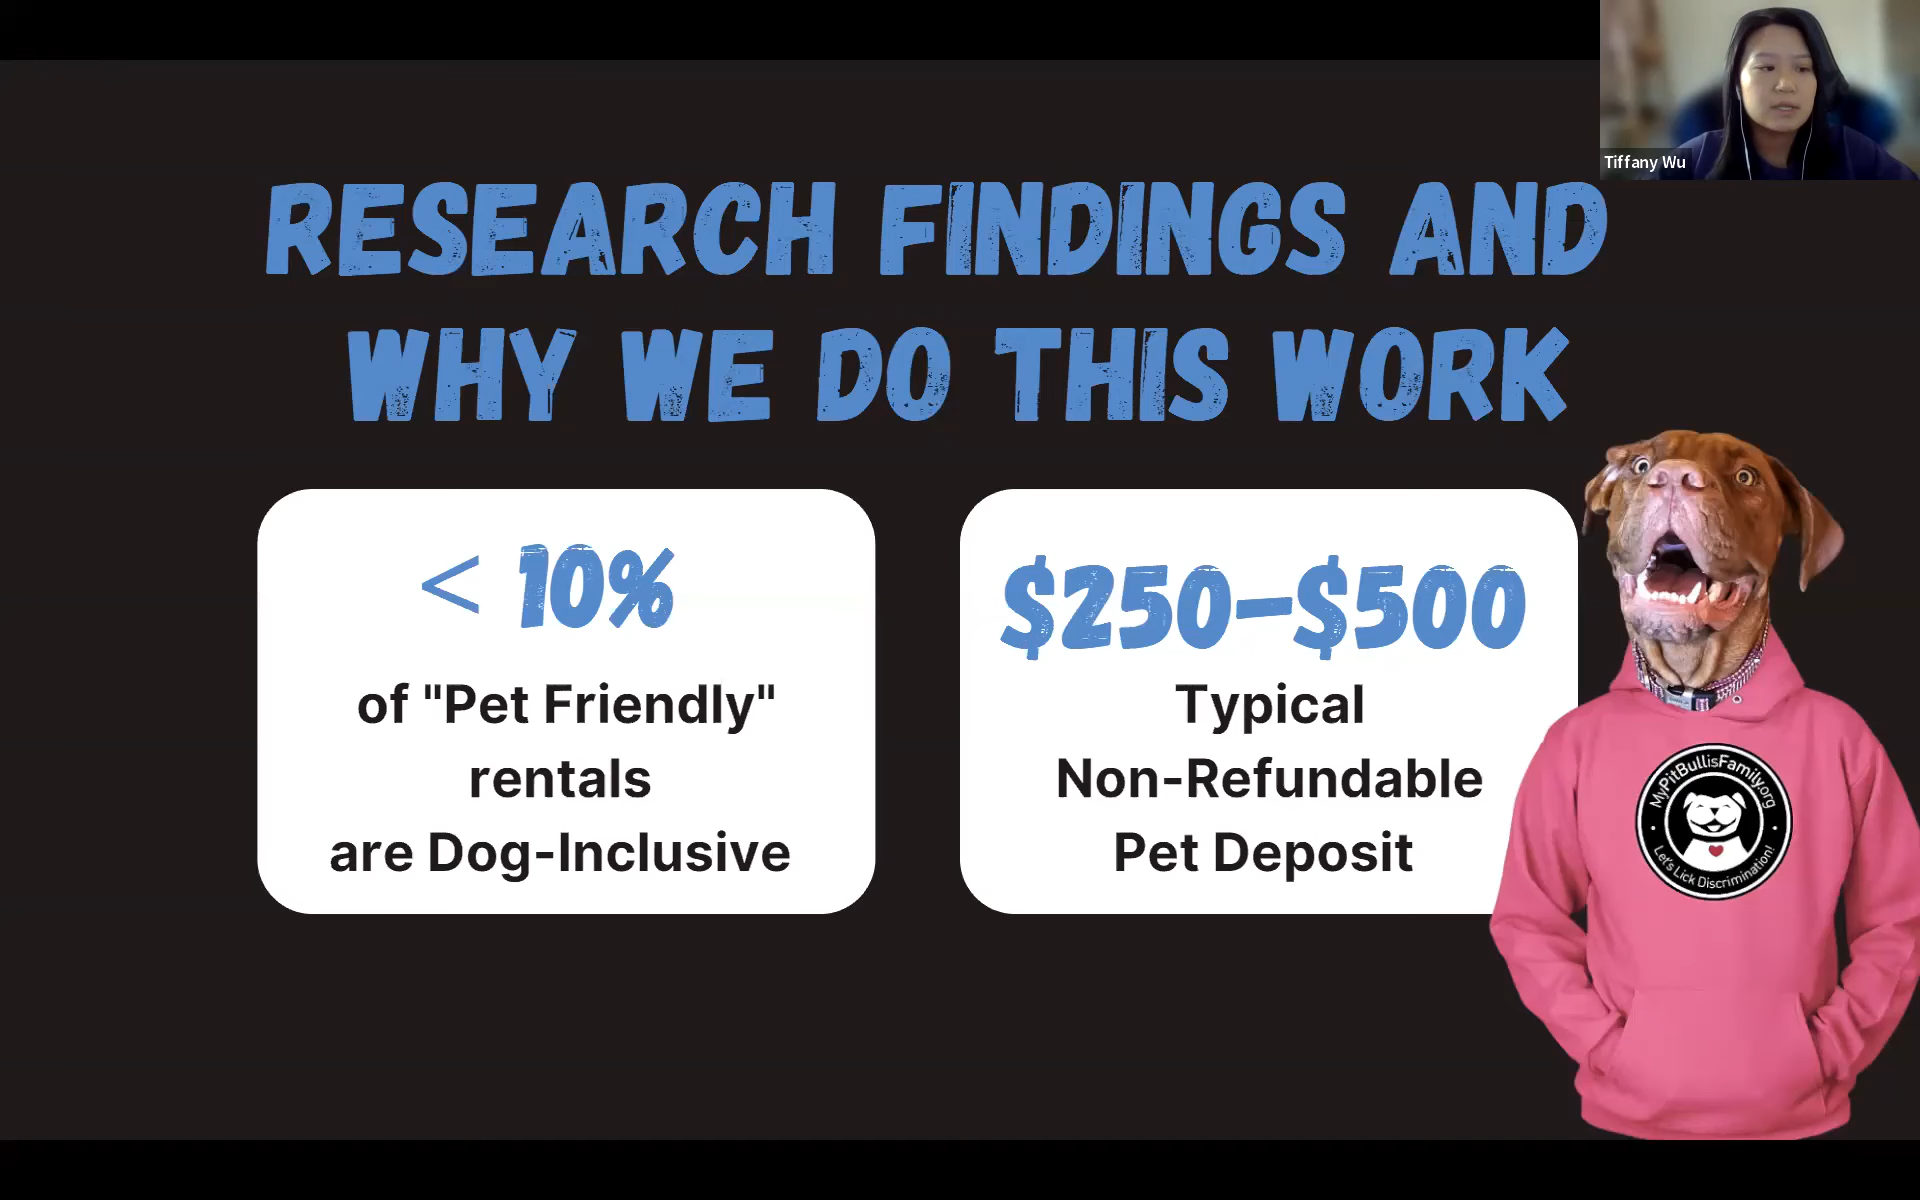 Tiffany Wu
RESEARCH FINDINGS AND
WHY WE DO THIS WORK
< 10%
of "Pet Friendly"
rentals
are Dog-Inclusive
$250–$500
Typical
Non-Refundable
Pet Deposit
MyPitBullisFamily.org
Let's Lick Discrimination!